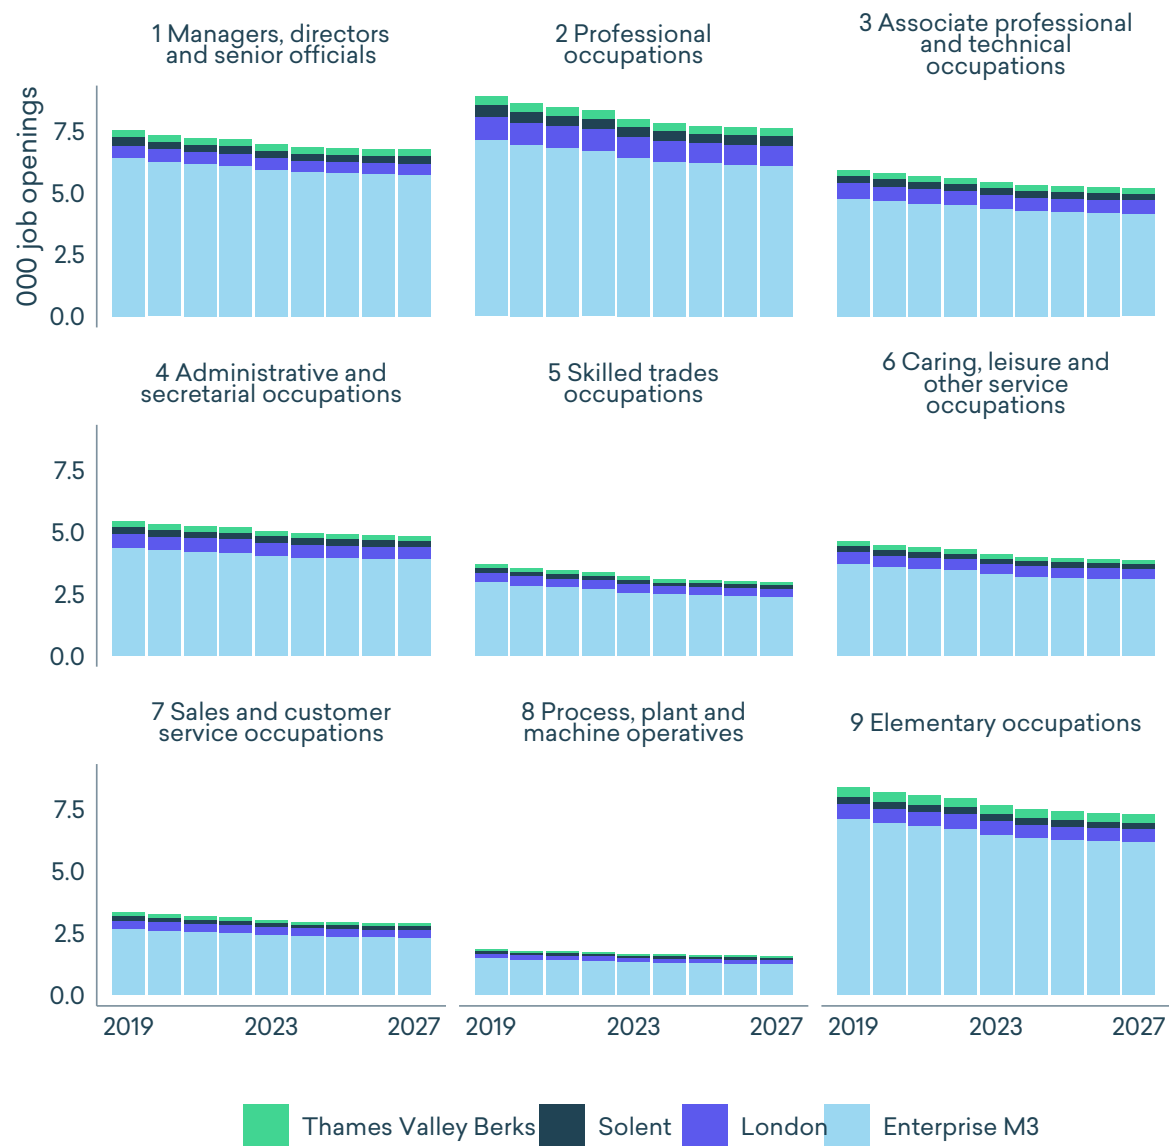 1 Managers, directors
and senior officials
2 Professional
occupations
3 Associate professional
and technical
occupations
000 job openings
7.5
5.0
2.5
0.0
4 Administrative and
secretarial occupations
5 Skilled trades
occupations
6 Caring, leisure and
other service
occupations
7.5
5.0
2.5
0.0
7 Sales and customer
service occupations
8 Process, plant and
machine operatives
9 Elementary occupations
7.5
5.0
2.5
0.0
2019 2023 2027 2019 2023 2027 2019 2023 2027
Thames Valley Berks Solent London Enterprise M3